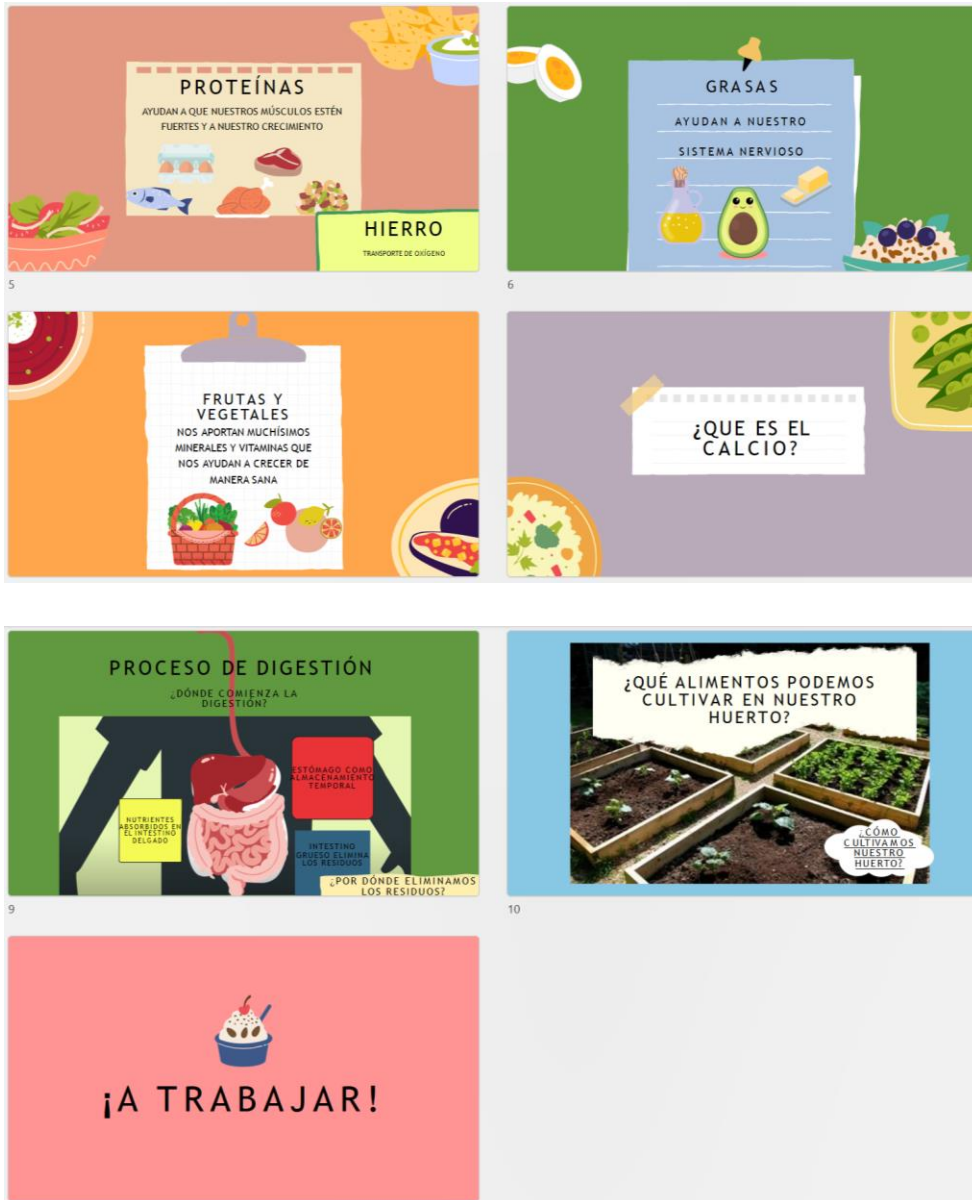 PROTEÍNAS
AYUDAN A QUE NUESTROS MÚSCULOS ESTÉN
FUERTES Y A NUESTRO CRECIMIENTO
HIERRO
TRANSPORTE DE OXÍGENO
5
GRASAS
AYUDAN A NUESTRO
SISTEMA NERVIOSO
6
FRUTAS Y
VEGETALES
NOS APORTAN MUCHÍSIMOS
MINERALES Y VITAMINAS QUE
NOS AYUDAN A CRECER DE
MANERA SANA
¿QUE ES EL
CALCIO?
PROCESO DE DIGESTIÓN
¿DÓNDE COMIENZA LA
DIGESTIÓN?
ESTÓMAGO COMO
ALMACENAMIENTO
TEMPORAL
NUTRIENTES
ABSORBIDOS EN
EL INTESTINO
DELGADO
INTESTINO
GRUESO ELIMINA
LOS RESIDUOS
¿POR DÓNDE ELIMINAMOS
LOS RESIDUOS?
9
¿QUÉ ALIMENTOS PODEMOS
CULTIVAR EN NUESTRO
HUERTO?
¿CÓMO
CULTIVAMOS
NUESTRO
HUERTO?
10
¡A TRABAJAR!